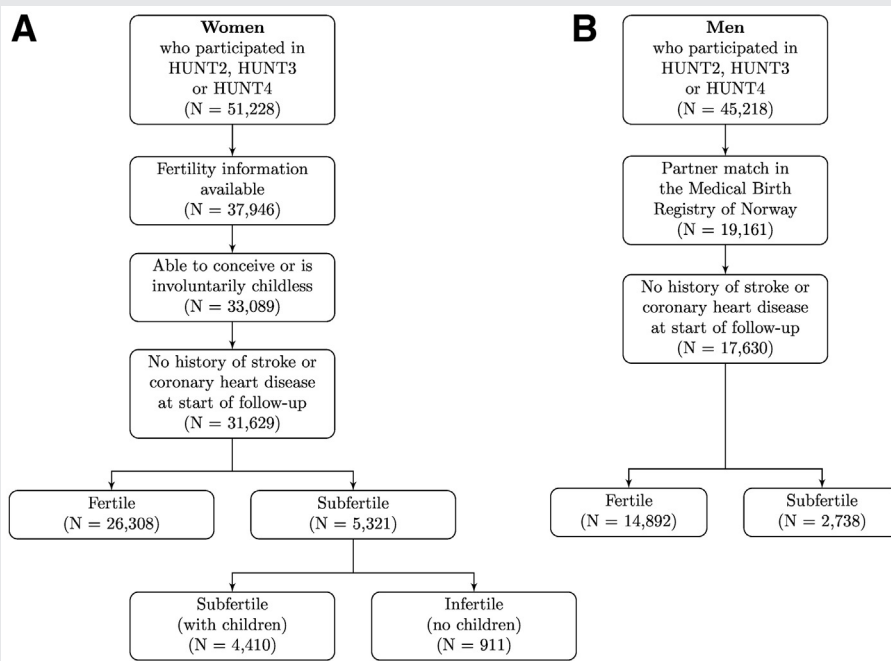 A
Women
who participated in
HUNT2, HUNT3
or HUNT4
(N = 51,228)
Fertility information
available
(N = 37,946)
Able to conceive or is
involuntarily childless
(N = 33,089)
No history of stroke or
coronary heart disease
at start of follow-up
(N = 31,629)
Fertile
(N = 26,308)
Subfertile
(N = 5,321)
Subfertile
(with children)
(N = 4,410)
Infertile
(no children)
(N = 911)
B
Men
who participated in
HUNT2, HUNT3
or HUNT4
(N = 45,218)
Partner match in
the Medical Birth
Registry of Norway
(N = 19,161)
No history of stroke or
coronary heart disease
at start of follow-up
(N = 17,630)
Fertile
(N = 14,892)
Subfertile
(N = 2,738)